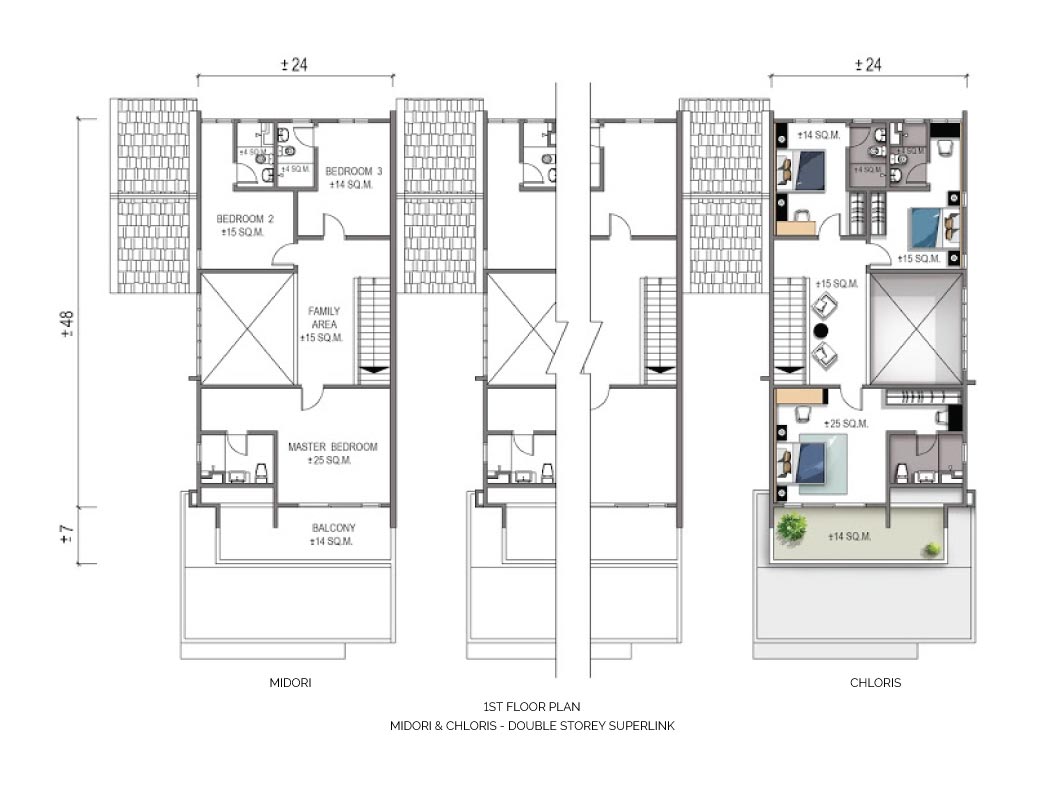 ± 24
± 24
±4 SQ.M.
±4 SQ.M.
BEDROOM 3
±14 SQ.M.
BEDROOM 2
±15 SQ.M.
±14 SQ.M.
±4 SQ.M.
±4 SQ.M.
±15 SQ.M.
±15 SQ.M.
FAMILY
AREA
±15 SQ.M.
±48
MASTER BEDROOM
±25 SQ.M.
±25 SQ.M.
±7
BALCONY
±14 SQ.M.
±14 SQ.M.
MIDORI
CHLORIS
1ST FLOOR PLAN
MIDORI & CHLORIS - DOUBLE STOREY SUPERLINK